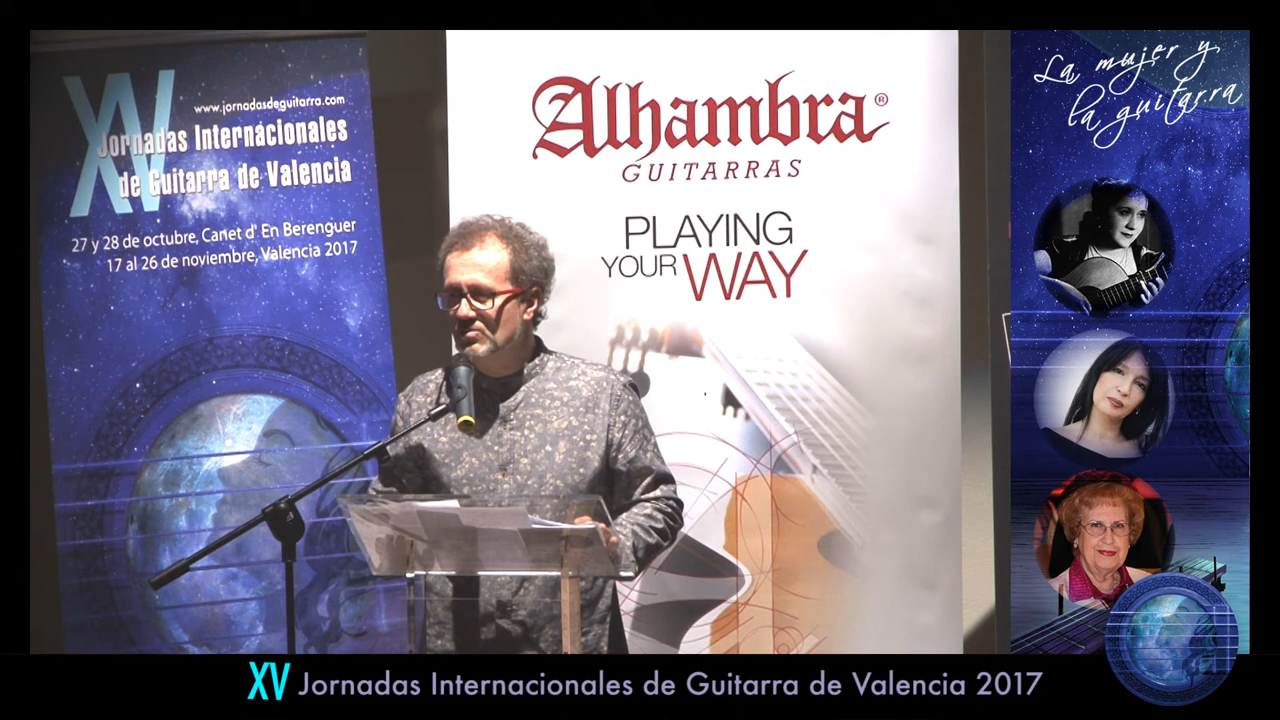 XV
www.jornadasdeguitarra.com
Jornadas Internacionales
de Guitarra de Valencia
27 y 28 de octubre, Canet d' En Berenguer
17 al 26 de noviembre, Valencia 2017
Alhambra®
GUITARRAS
PLAYING
YOUR WAY
La mujer y
la guitarra
XV Jornadas Internacionales de Guitarra de Valencia 2017